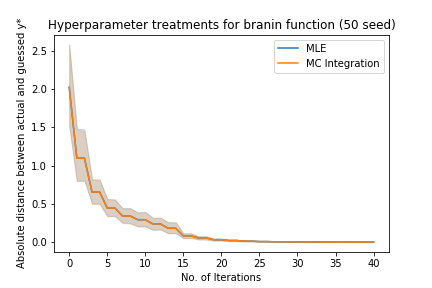 Hyperparameter treatments for branin function (50 seed)
MLE
MC Integration
Absolute distance between actual and guessed y*
2.5
2.0
1.5
1.0
0.5
0.0
0 5 10 15 20 25 30 35 40
No. of Iterations